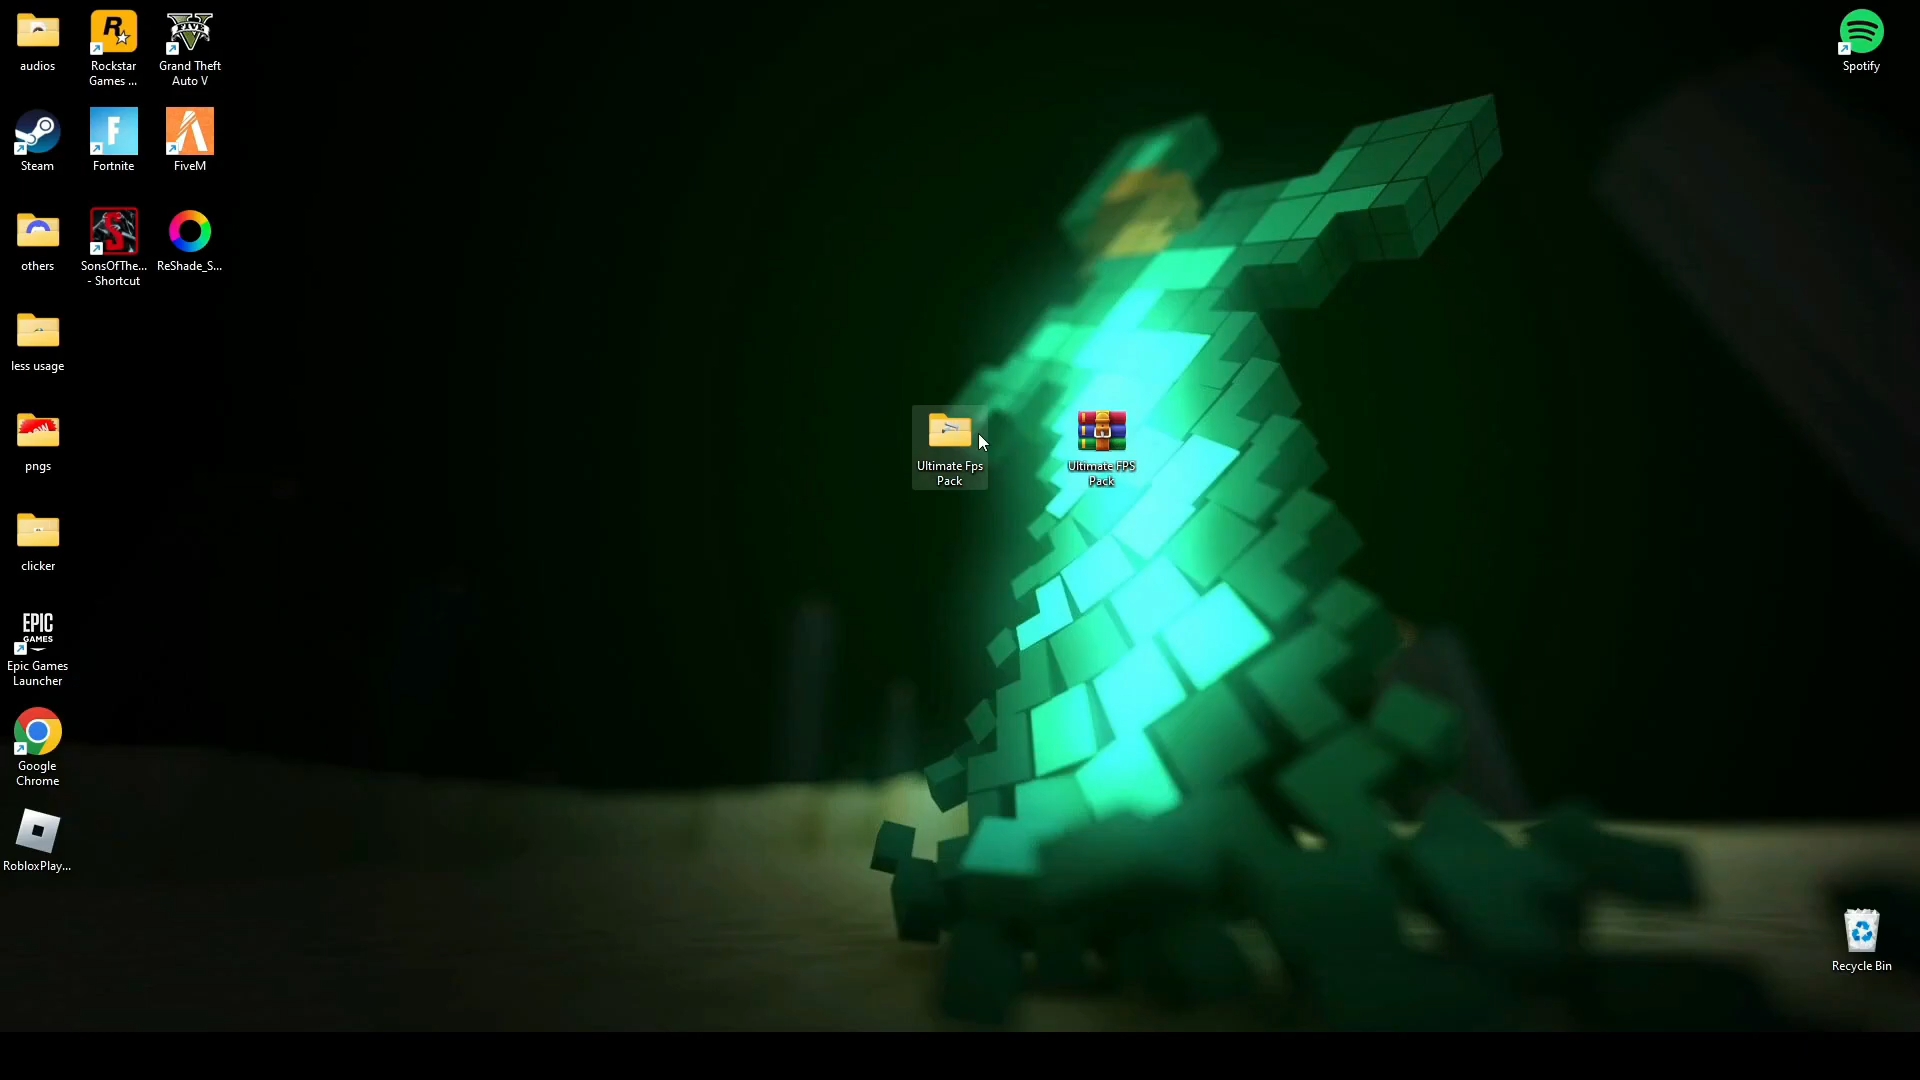 audios
Rockstar
Games ...
Grand Theft
Auto V
Spotify
Steam
Fortnite
FiveM
others
SonsOfThe...
- Shortcut
ReShade_S...
less usage
pngs
Ultimate Fps
Pack
Ultimate FPS
Pack
clicker
EPIC
GAMES
Epic Games
Launcher
Google
Chrome
RobloxPlay...
Recycle Bin